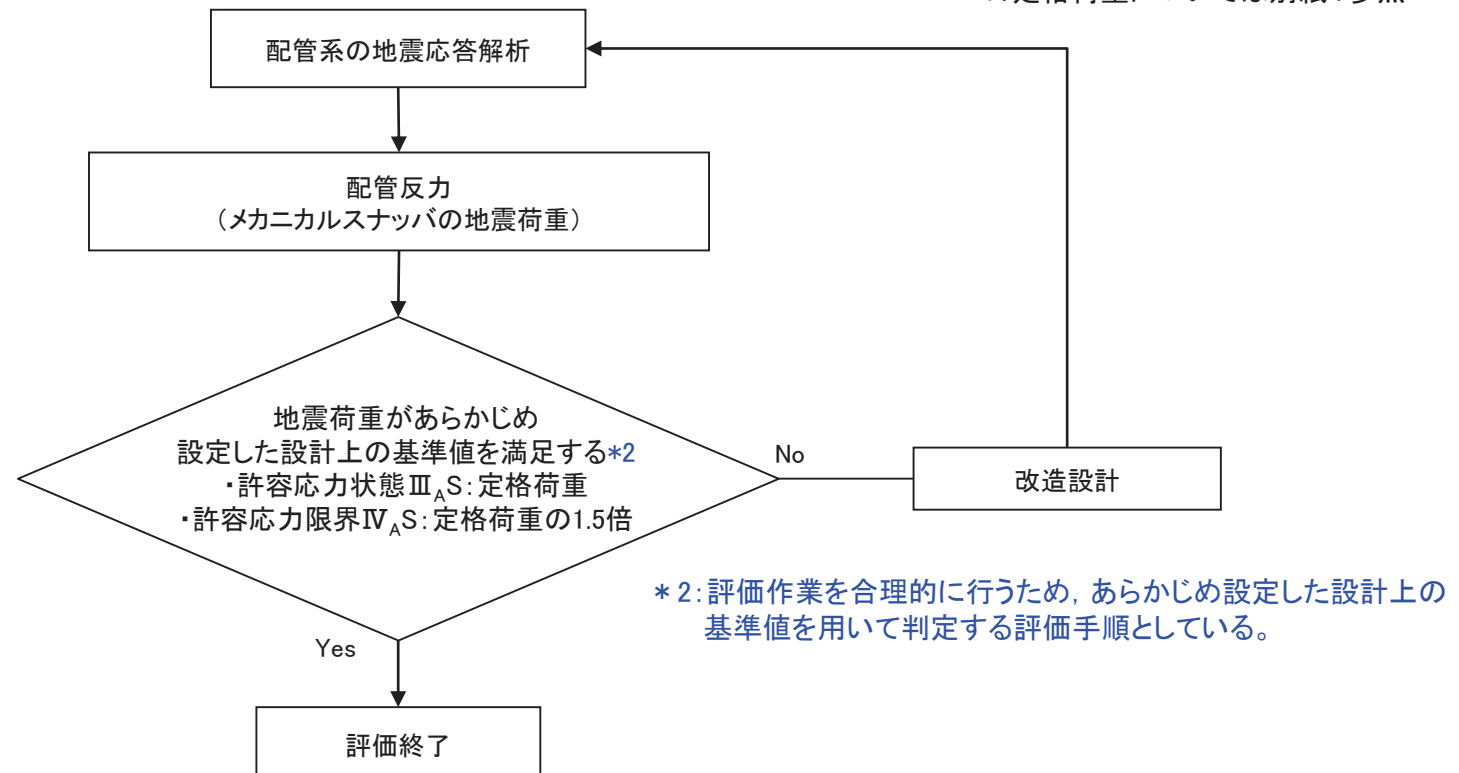 配管系の地震応答解析
配管反力
（メカニカルスナッバの地震荷重）
地震荷重があらかじめ
設定した設計上の基準値を満足する*2
・許容応力状態ⅢAS:定格荷重
・許容応力限界ⅣAS:定格荷重の1.5倍
No
改造設計
*2:評価作業を合理的に行うため,あらかじめ設定した設計上の
基準値を用いて判定する評価手順としている。
Yes
評価終了